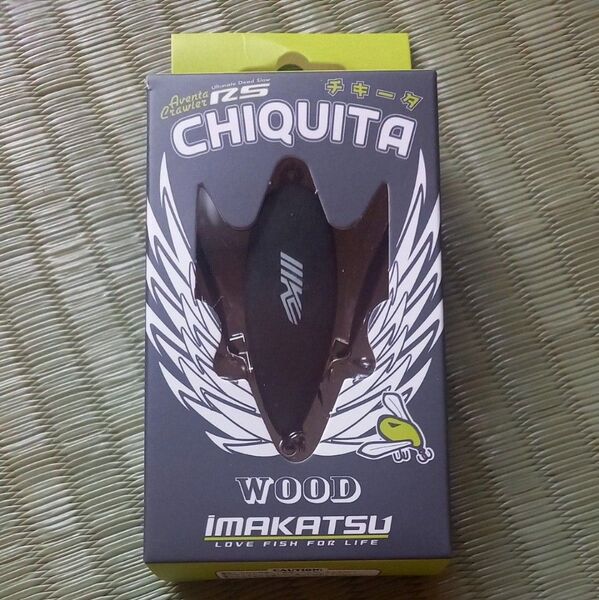 Ultimate Dead Slow
Aventa Crawler RS
チキータ
CHIQUITA
IK
WOOD
iMAKATSU
LOVE FISH FOR LIFE
CAUTION: